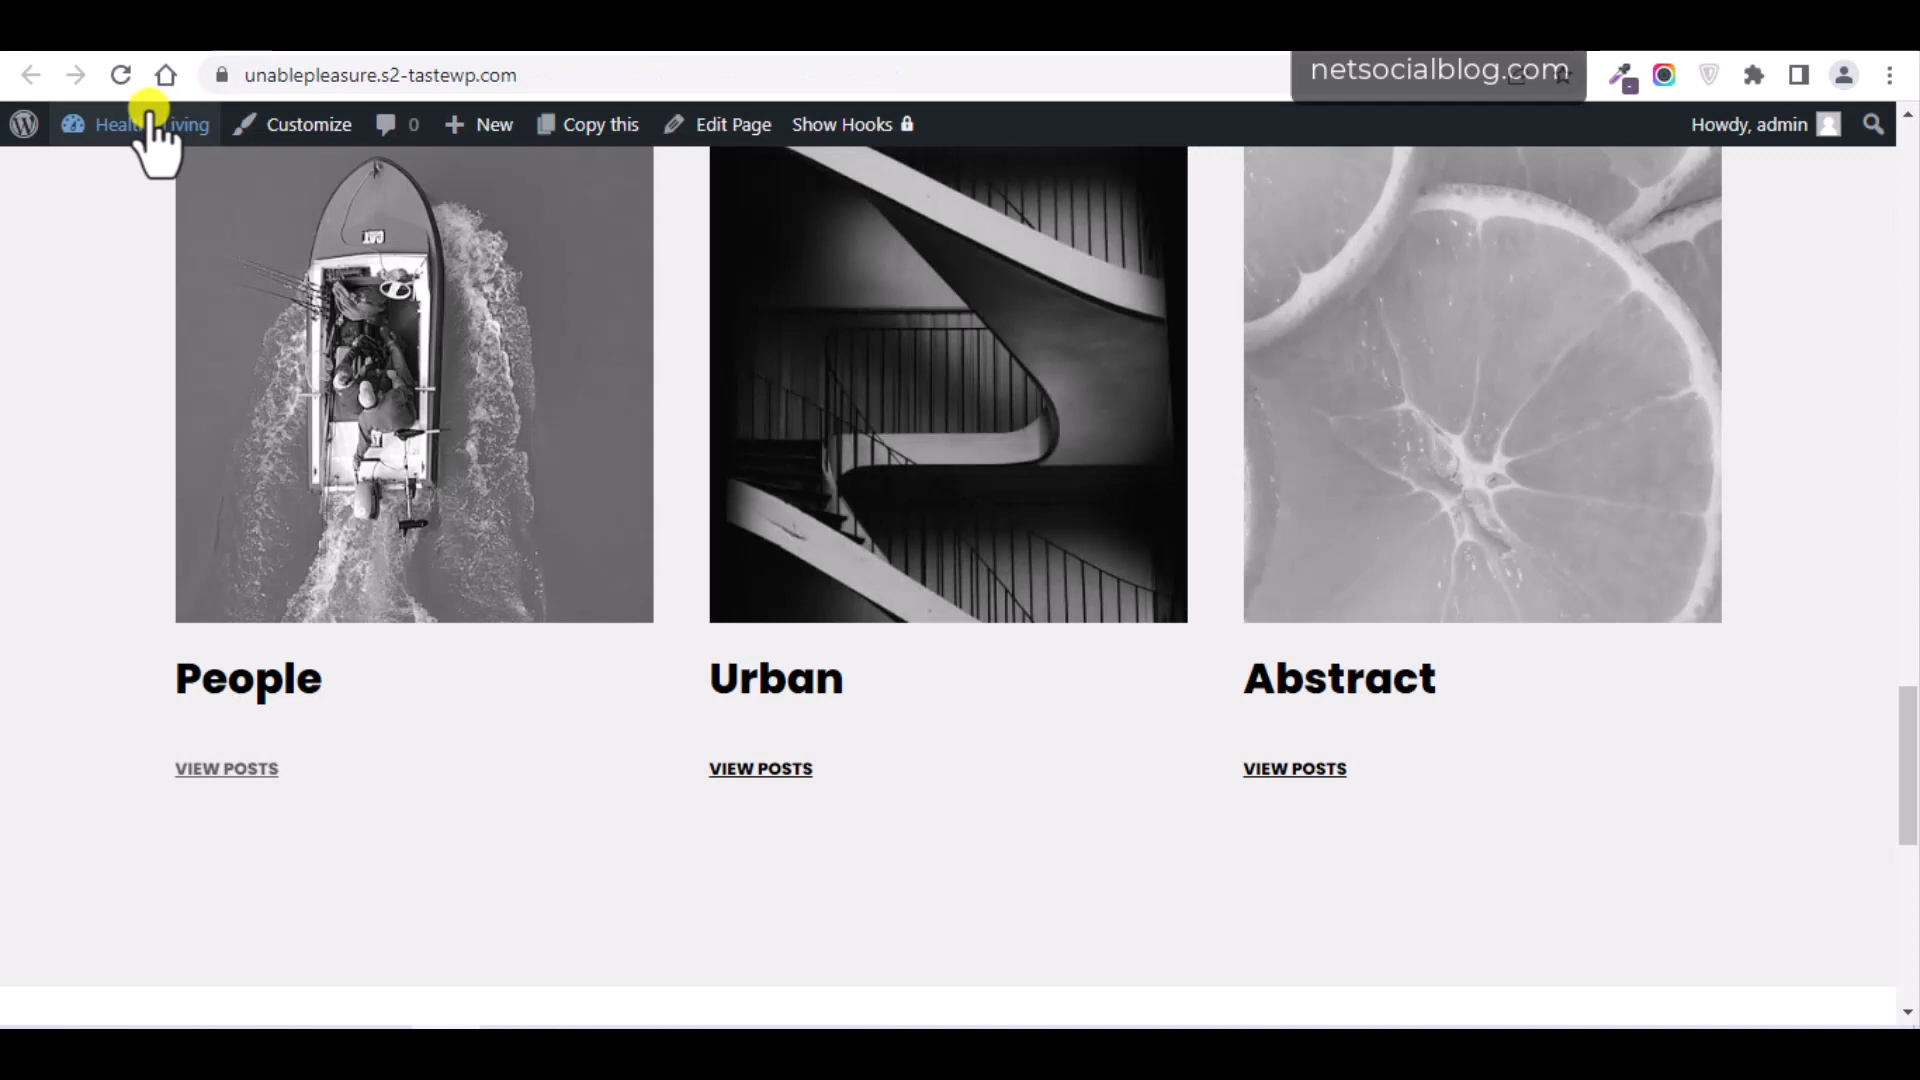 unablepleasure.s2-tastewp.com
netsocialblog.com
Customize 0 New Copy this Edit Page Show Hooks Howdy, admin
CAT
People Urban Abstract
VIEW POSTS VIEW POSTS VIEW POSTS